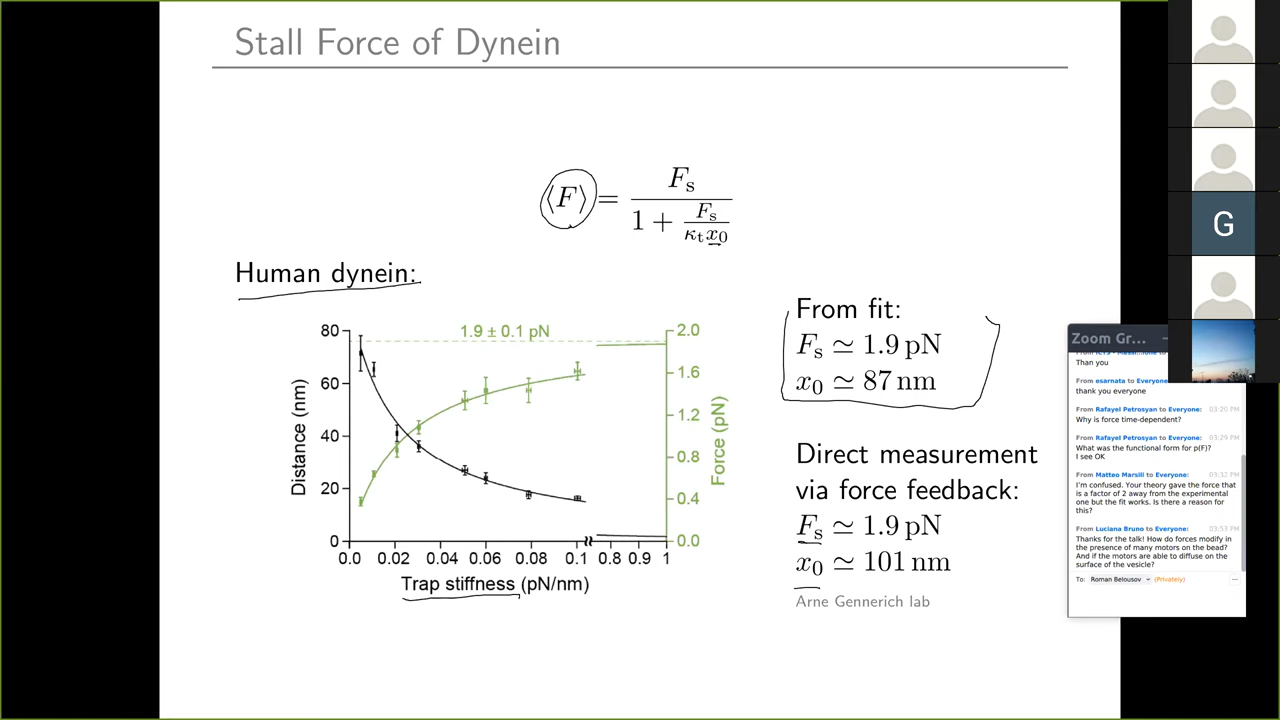 Stall Force of Dynein
⟨F⟩ = F_s / (1 + F_s / (κ_t x_0))
Human dynein:
1.9 ± 0.1 pN
80
60
40
20
0
Distance (nm)
2.0
1.6
1.2
0.8
0.4
0.0
Force (pN)
0.0 0.02 0.04 0.06 0.08 0.1 0.8 0.9 1
Trap stiffness (pN/nm)
From fit:
F_s ≃ 1.9 pN
x_0 ≃ 87 nm
Direct measurement
via force feedback:
F_s ≃ 1.9 pN
x_0 ≃ 101 nm
Arne Gennerich lab
G
Zoom Gr...
Than you
From esarnata to Everyone
thank you everyone
From Rafayel Petrosyan to Everyone: 03:20 PM
Why is force time-dependent?
From Rafayel Petrosyan to Everyone: 03:29 PM
What was the functional form for p(F)?
I see OK
From Matteo Marsili to Everyone: 03:32 PM
I'm confused. Your theory gave the force that
is a factor of 2 away from the experimental
one but the fit works. Is there a reason for
this?
From Luciana Bruno to Everyone: 03:53 PM
Thanks for the talk! How do forces modify in
the presence of many motors on the bead?
And if the motors are able to diffuse on the
surface of the vesicle?
To: Roman Belousov (Privately)